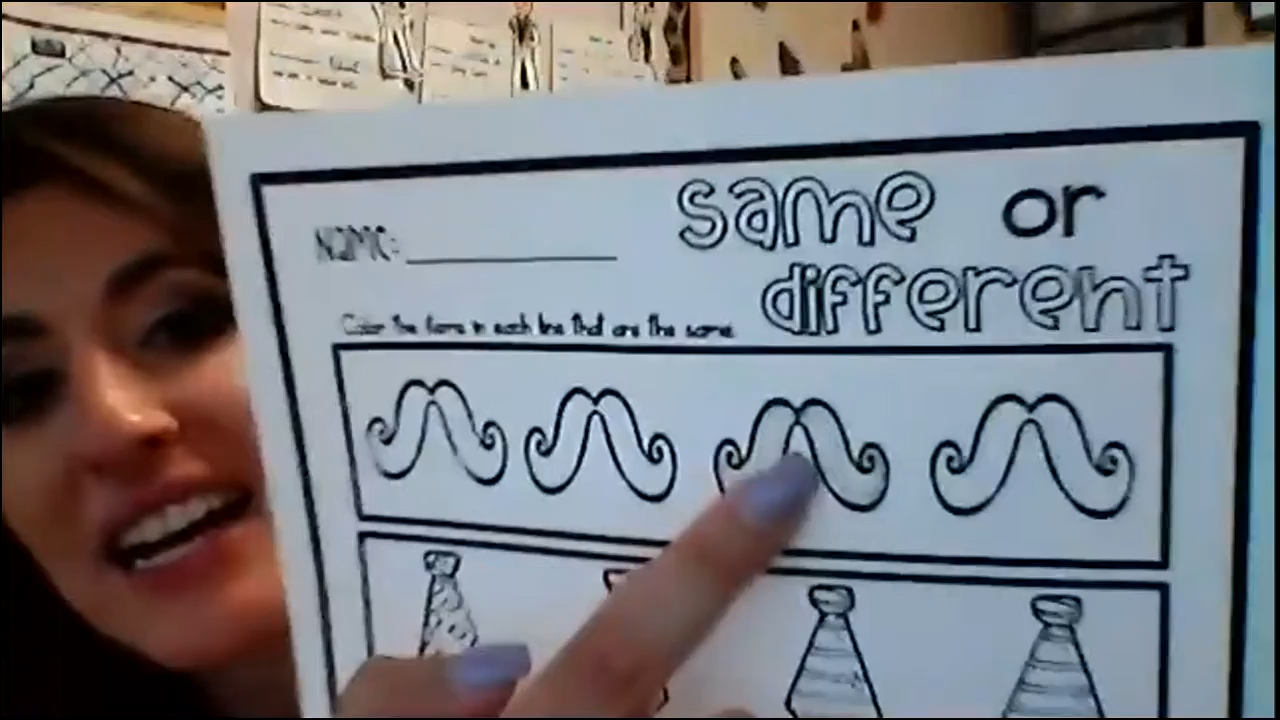 same or
NAME:
different
Color the items in each line that are the same.